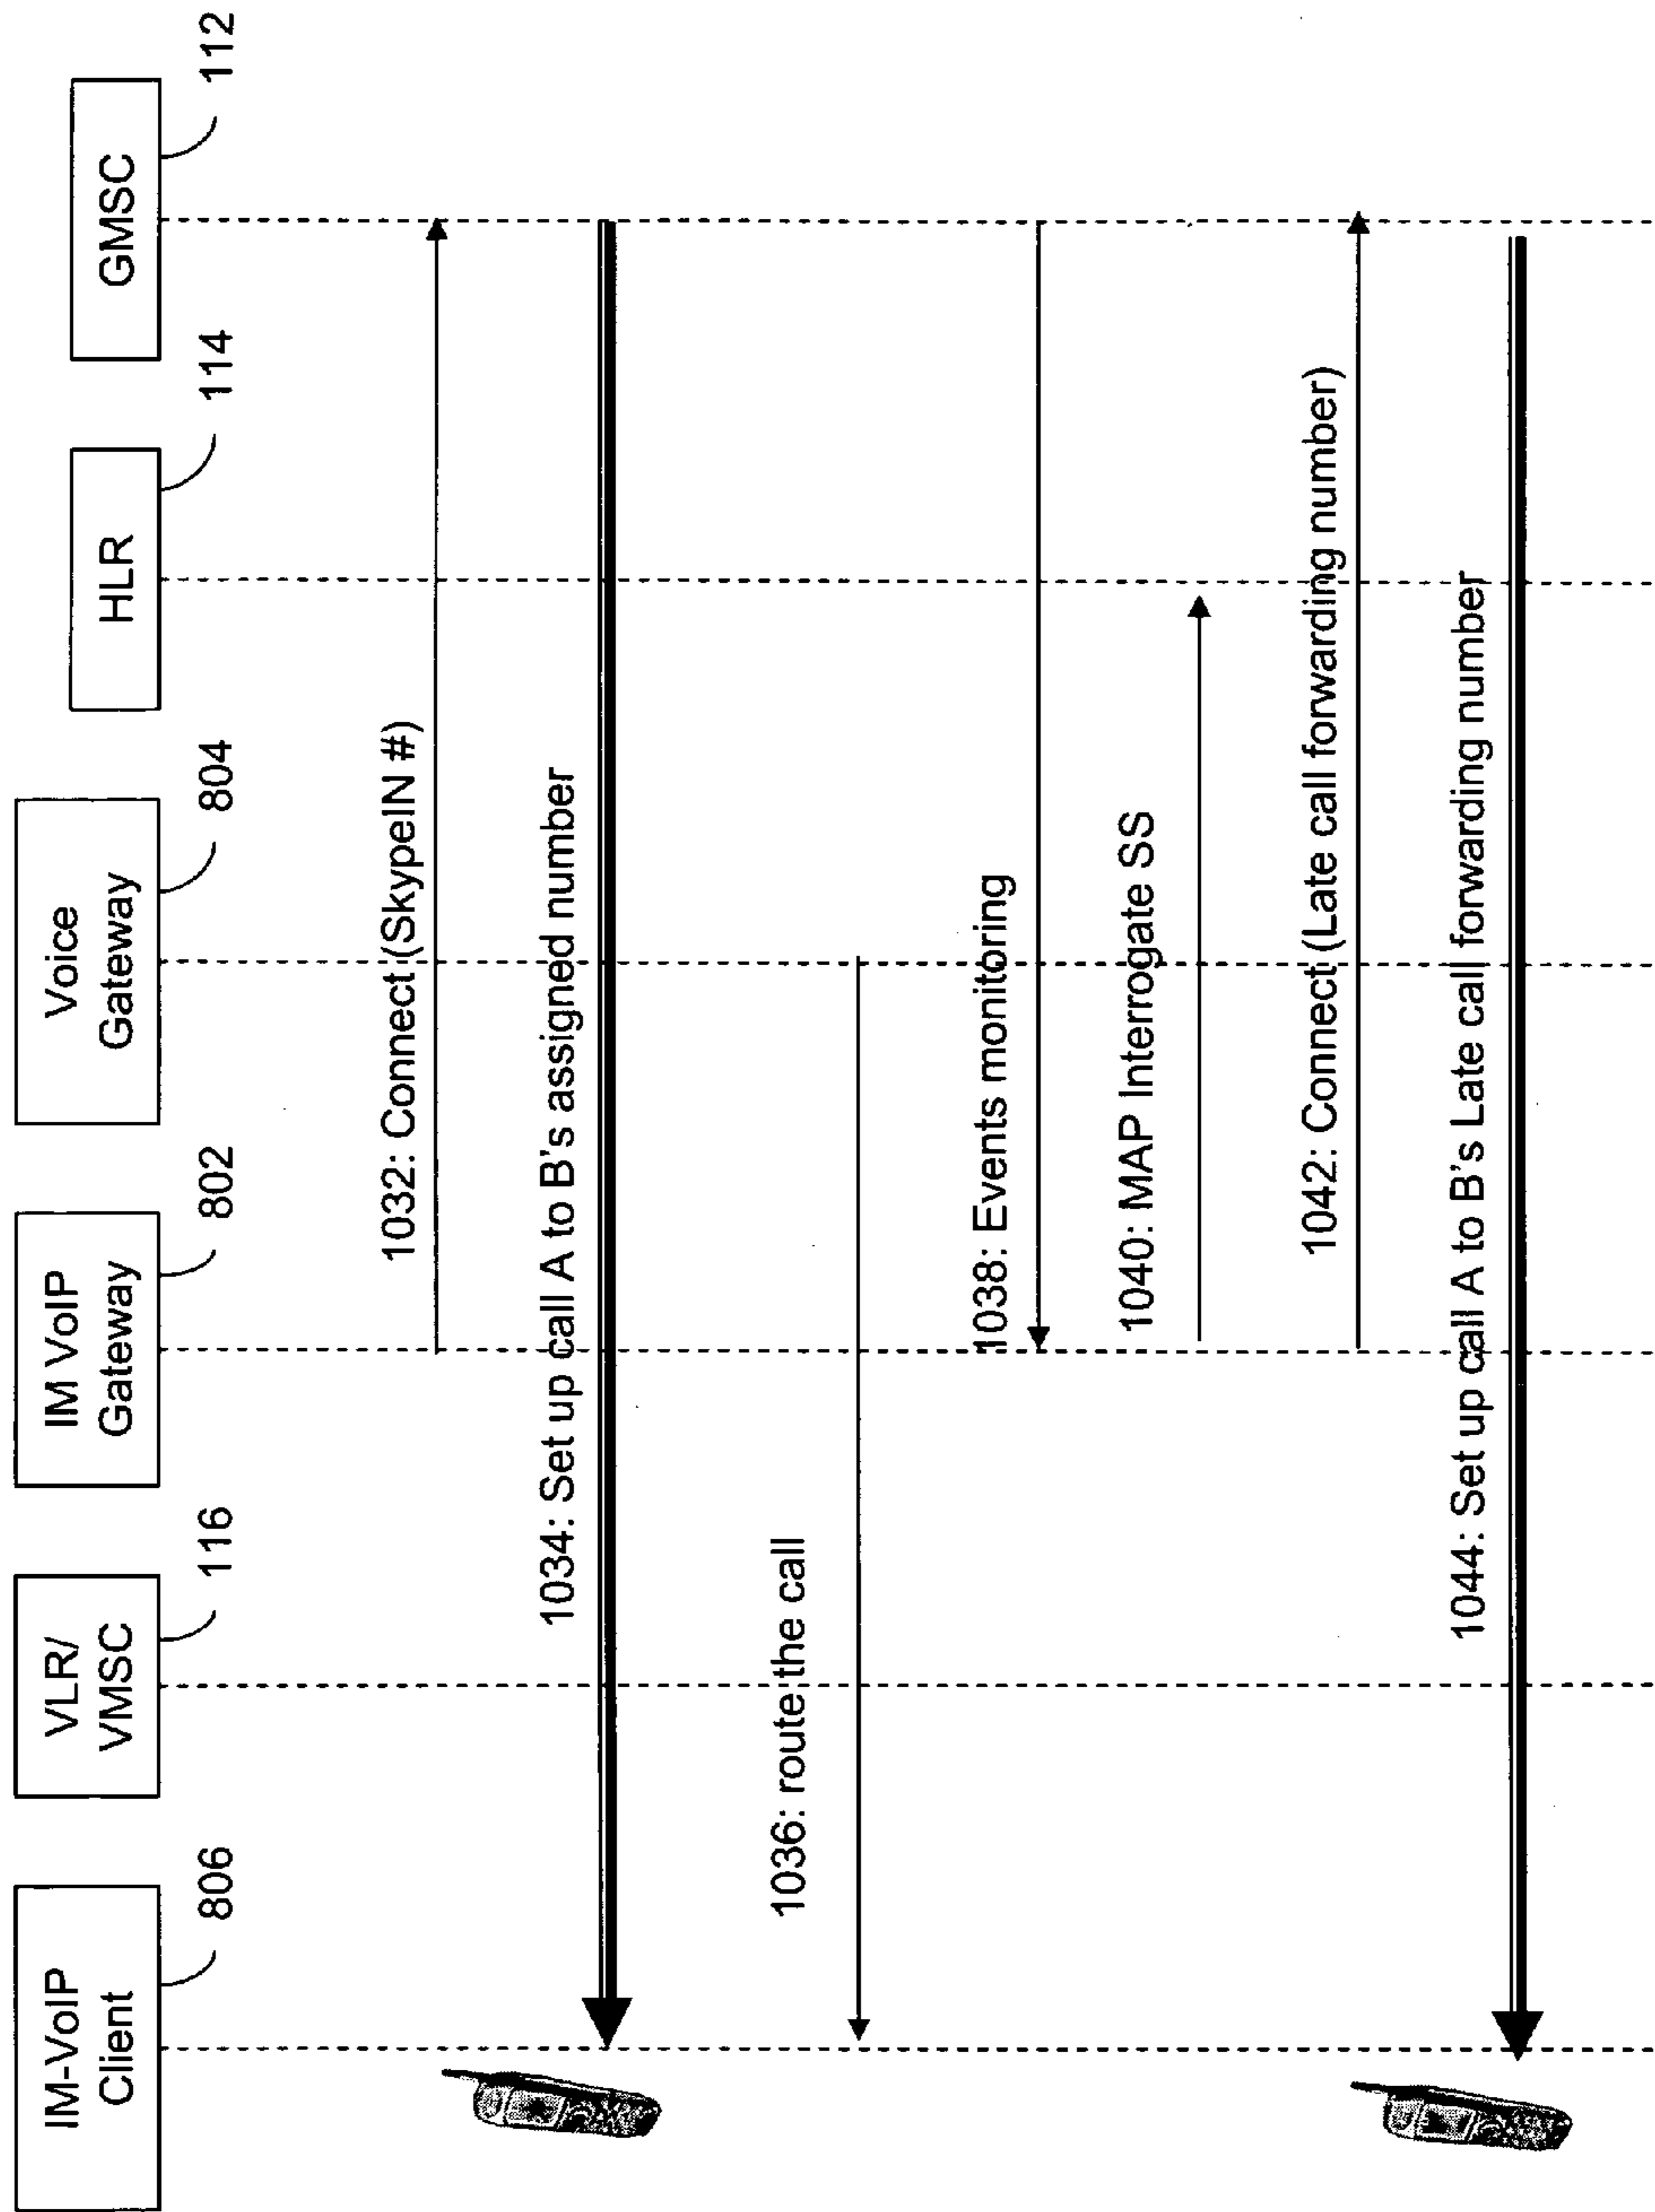 IM-VoIP
Client
806
VLR/
VMSC
116
IM VoIP
Gateway
802
Voice
Gateway
804
HLR
114
GMSC
112
1032: Connect (SkypeIN #)
1034: Set up call A to B's assigned number
1036: route the call
1038: Events monitoring
1040: MAP Interrogate SS
1042: Connect (Late call forwarding number)
1044: Set up call A to B's Late call forwarding number